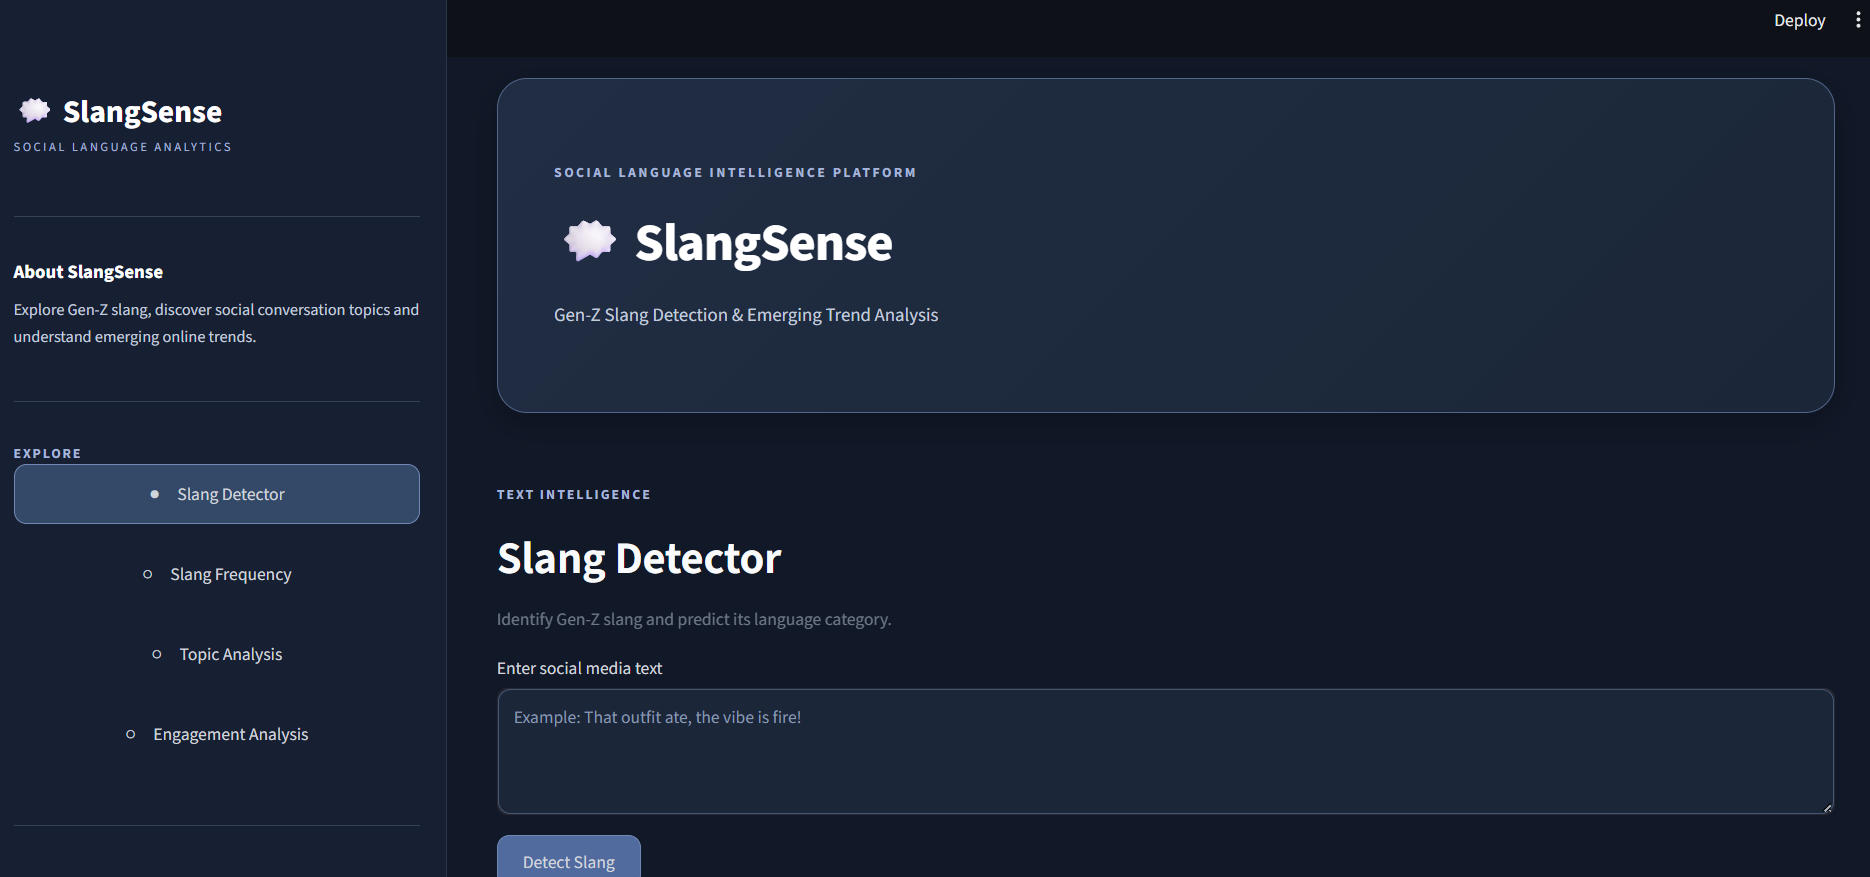 Deploy
SlangSense
SOCIAL LANGUAGE ANALYTICS
About SlangSense
Explore Gen-Z slang, discover social conversation topics and
understand emerging online trends.
EXPLORE
Slang Detector
Slang Frequency
Topic Analysis
Engagement Analysis
SOCIAL LANGUAGE INTELLIGENCE PLATFORM
SlangSense
Gen-Z Slang Detection & Emerging Trend Analysis
TEXT INTELLIGENCE
Slang Detector
Identify Gen-Z slang and predict its language category.
Enter social media text
Example: That outfit ate, the vibe is fire!
Detect Slang